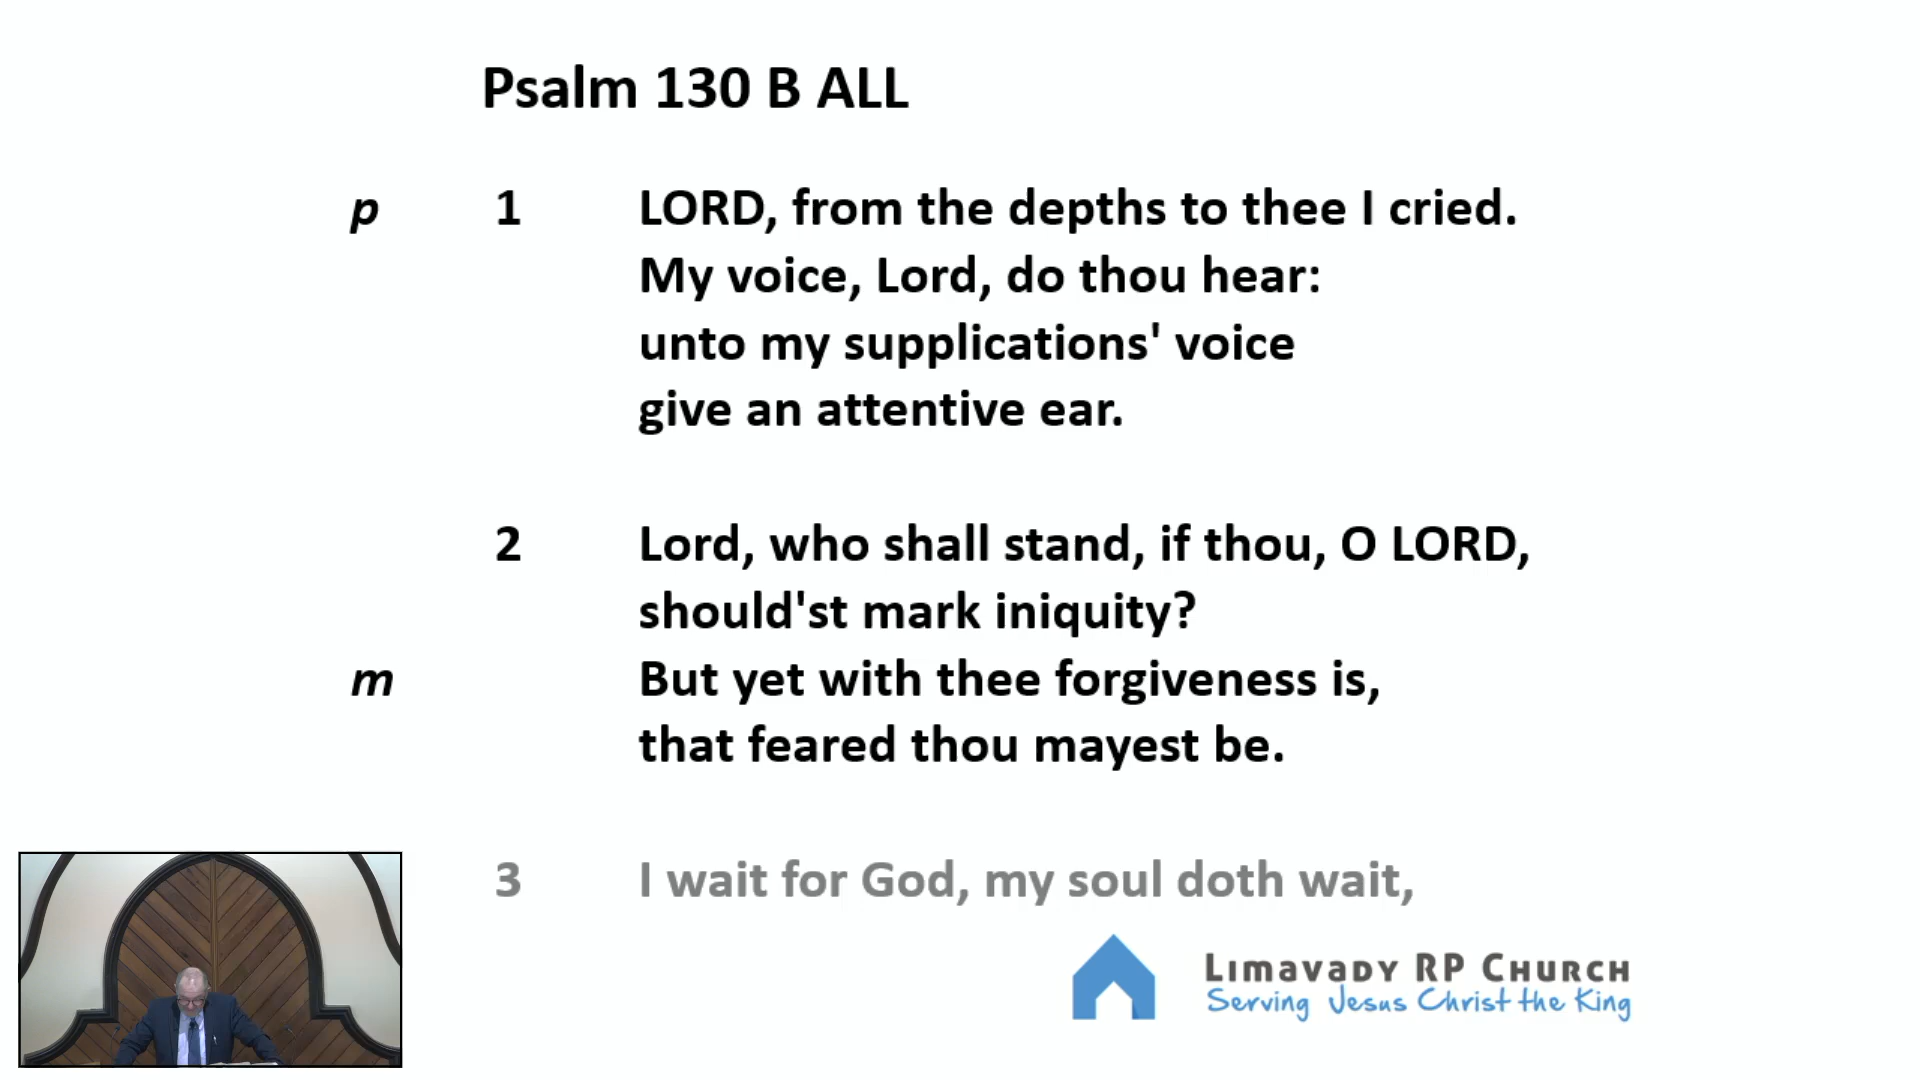 Psalm 130 B ALL
p 1 LORD, from the depths to thee I cried.
My voice, Lord, do thou hear:
unto my supplications' voice
give an attentive ear.
2 Lord, who shall stand, if thou, O LORD,
should'st mark iniquity?
m But yet with thee forgiveness is,
that feared thou mayest be.
3 I wait for God, my soul doth wait,
LIMAVADY RP CHURCH
Serving Jesus Christ the King